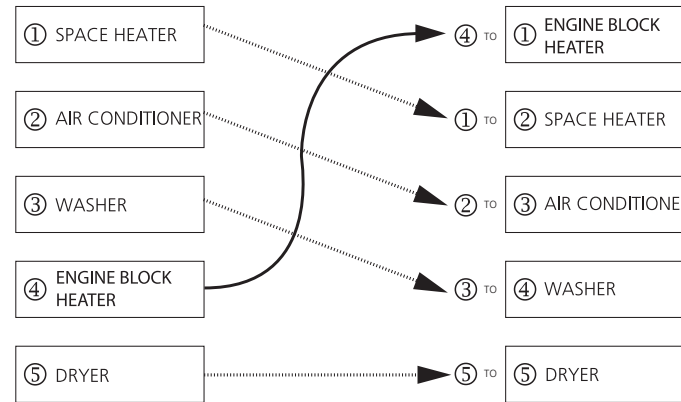 ① SPACE HEATER
② AIR CONDITIONER
③ WASHER
④ ENGINE BLOCK
HEATER
⑤ DRYER
④ TO ① ENGINE BLOCK
HEATER
① TO ② SPACE HEATER
② TO ③ AIR CONDITIONE
③ TO ④ WASHER
⑤ TO ⑤ DRYER